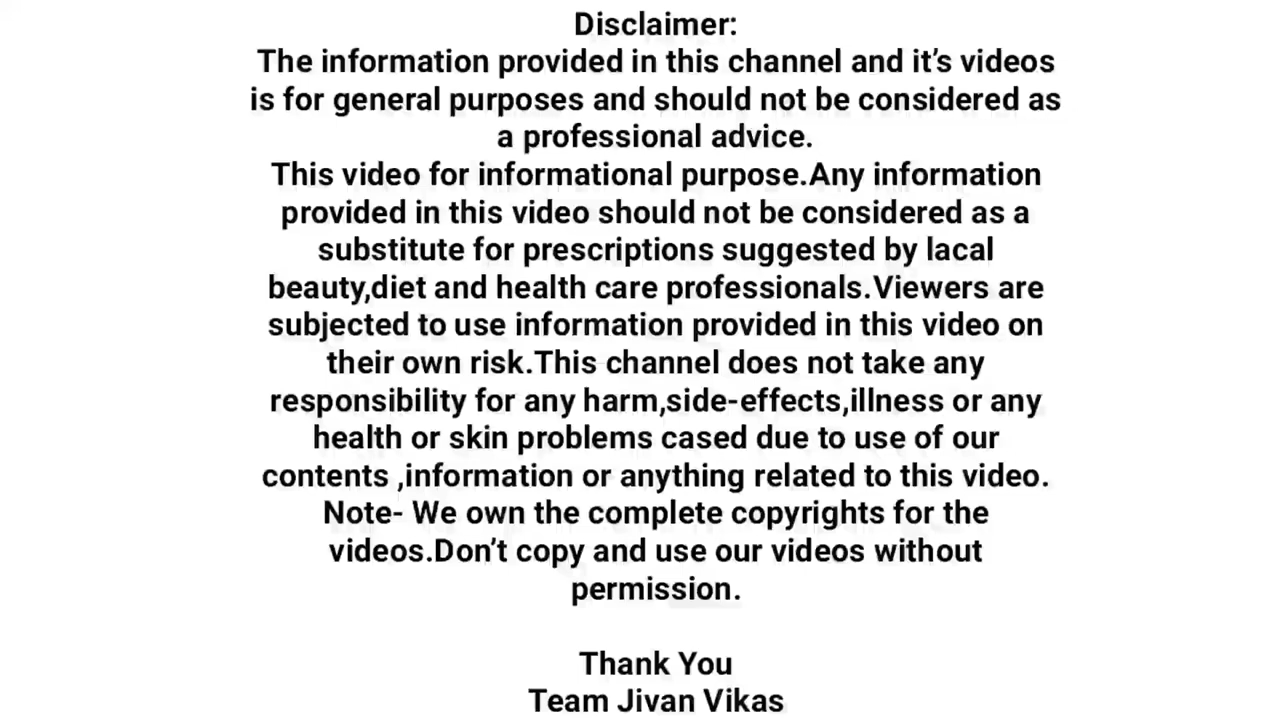 Disclaimer:
The information provided in this channel and it's videos
is for general purposes and should not be considered as
a professional advice.
This video for informational purpose.Any information
provided in this video should not be considered as a
substitute for prescriptions suggested by lacal
beauty,diet and health care professionals.Viewers are
subjected to use information provided in this video on
their own risk.This channel does not take any
responsibility for any harm,side-effects,illness or any
health or skin problems cased due to use of our
contents ,information or anything related to this video.
Note- We own the complete copyrights for the
videos.Don't copy and use our videos without
permission.
Thank You
Team Jivan Vikas